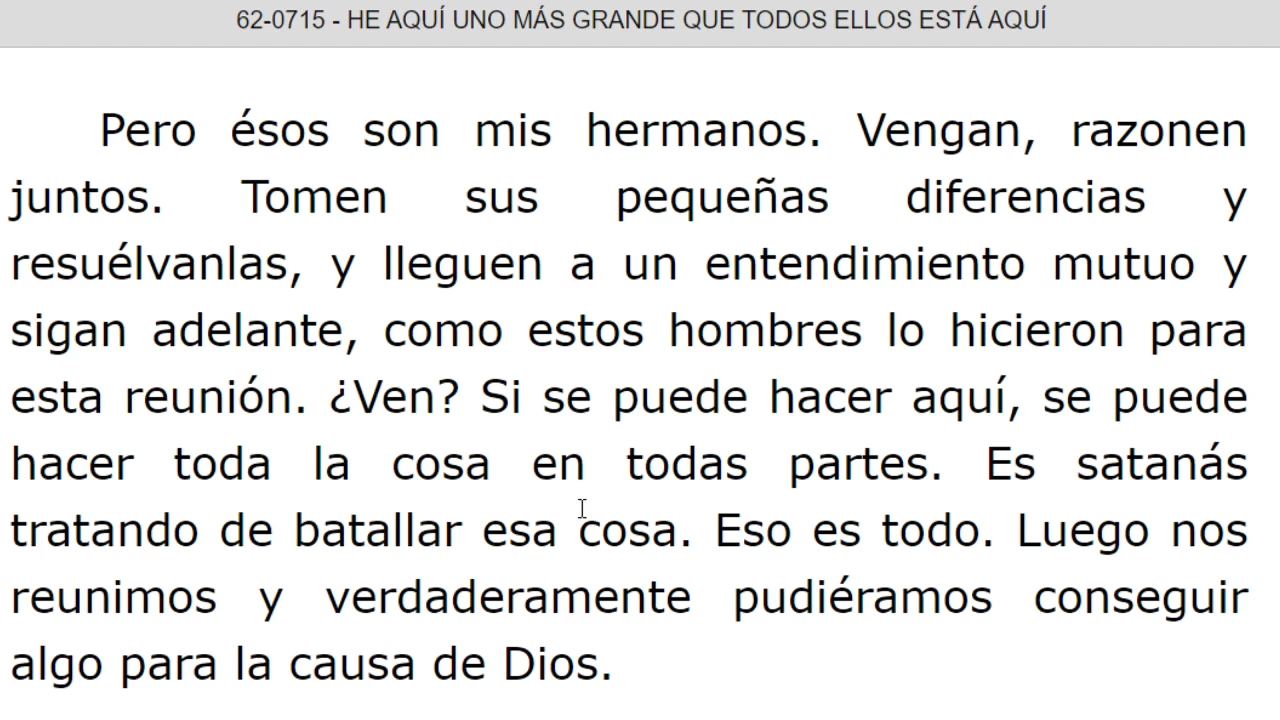 62-0715 - HE AQUÍ UNO MÁS GRANDE QUE TODOS ELLOS ESTÁ AQUÍ
Pero ésos son mis hermanos. Vengan, razonen
juntos. Tomen sus pequeñas diferencias y
resuélvanlas, y lleguen a un entendimiento mutuo y
sigan adelante, como estos hombres lo hicieron para
esta reunión. ¿Ven? Si se puede hacer aquí, se puede
hacer toda la cosa en todas partes. Es satanás
tratando de batallar esa cosa. Eso es todo. Luego nos
reunimos y verdaderamente pudiéramos conseguir
algo para la causa de Dios.